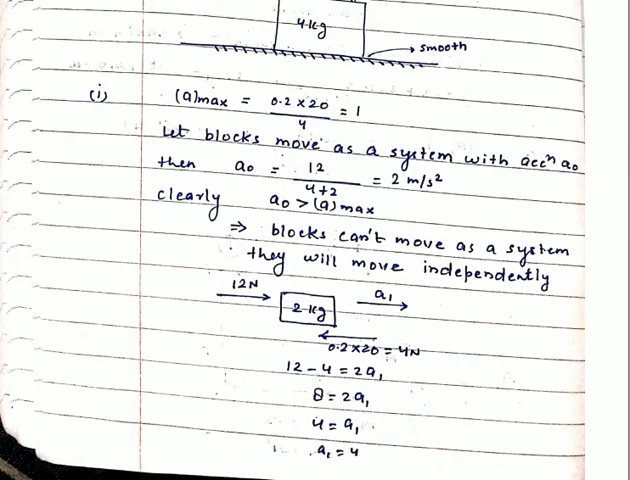 4kg
smooth
(i) (a)max = 0.2 × 20 / 4 = 1
Let blocks move as a system with accⁿ a₀
then a₀ = 12 / 4+2 = 2 m/s²
clearly a₀ > (a)max
⇒ blocks can't move as a system
they will move independently
12N a₁
2 kg
0.2×20 = 4N
12 - 4 = 2a₁
8 = 2a₁
4 = a₁
a₁ = 4